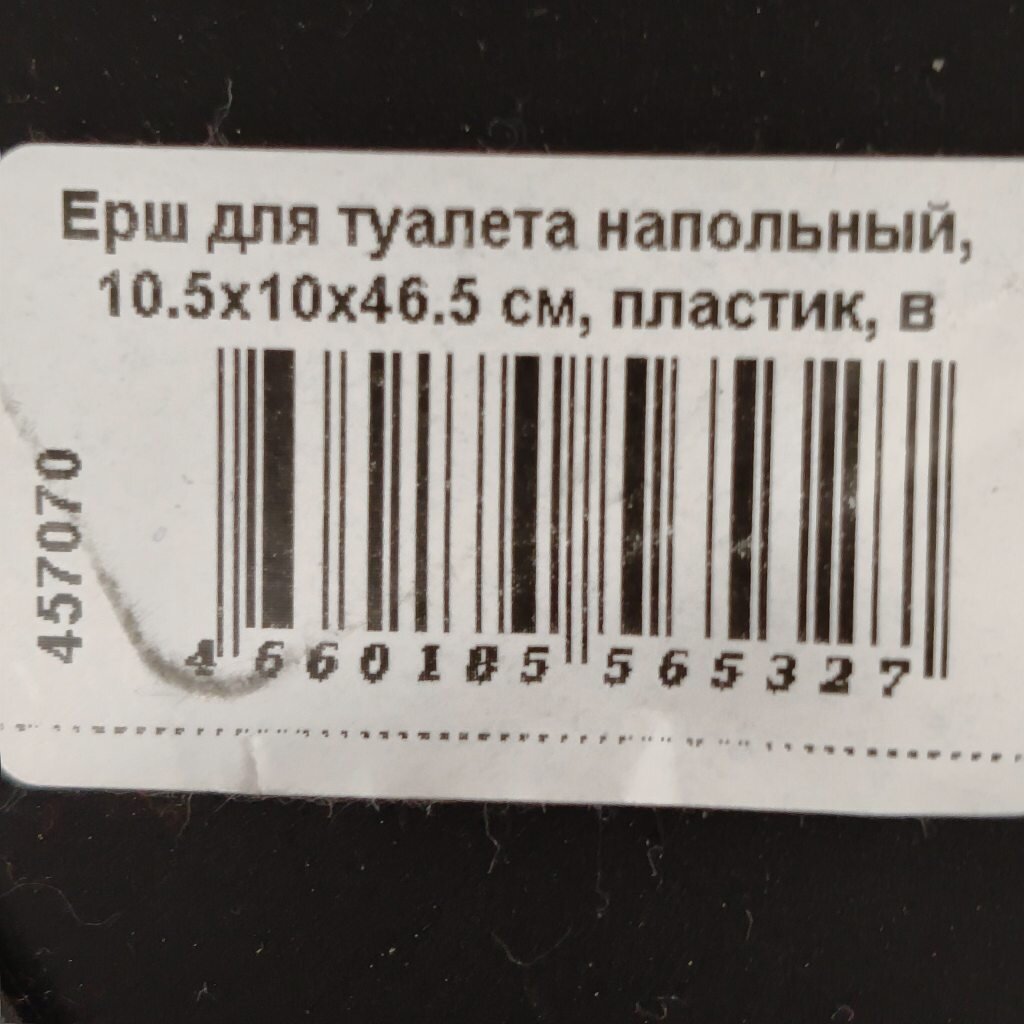 Ерш для туалета напольный,
10.5x10x46.5 см, пластик, в
457070
4 660185 565327